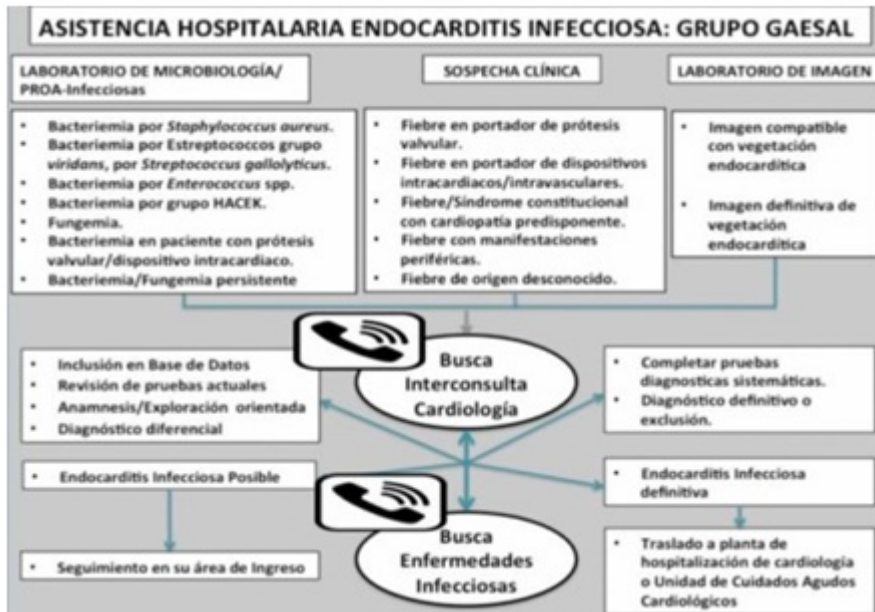 ASISTENCIA HOSPITALARIA ENDOCARDITIS INFECCIOSA: GRUPO GAESAL
LABORATORIO DE MICROBIOLOGÍA/
PROA-Infecciosas
• Bacteriemia por Staphylococcus aureus.
• Bacteriemia por Estreptococcos grupo
viridans, por Streptococcus gallolyticus.
• Bacteriemia por Enterococcus spp.
• Bacteriemia por grupo HACEK.
• Fungemia.
• Bacteriemia en paciente con prótesis
valvular/dispositivo intracardiaco.
• Bacteriemia/Fungemia persistente
SOSPECHA CLÍNICA
• Fiebre en portador de prótesis
valvular.
• Fiebre en portador de dispositivos
intracardiacos/intravasculares.
• Fiebre/Síndrome constitucional
con cardiopatía predisponente.
• Fiebre con manifestaciones
periféricas.
• Fiebre de origen desconocido.
LABORATORIO DE IMAGEN
• Imagen compatible
con vegetación
endocardítica
• Imagen definitiva de
vegetación
endocardítica
Busca
Interconsulta
Cardiología
• Inclusión en Base de Datos
• Revisión de pruebas actuales
• Anamnesis/Exploración orientada
• Diagnóstico diferencial
• Completar pruebas
diagnosticas sistemáticas.
• Diagnóstico definitivo o
exclusión.
• Endocarditis Infecciosa Posible
• Endocarditis Infecciosa
definitiva
Busca
Enfermedades
Infecciosas
• Seguimiento en su área de Ingreso
• Traslado a planta de
hospitalización de cardiología
o Unidad de Cuidados Agudos
Cardiológicos